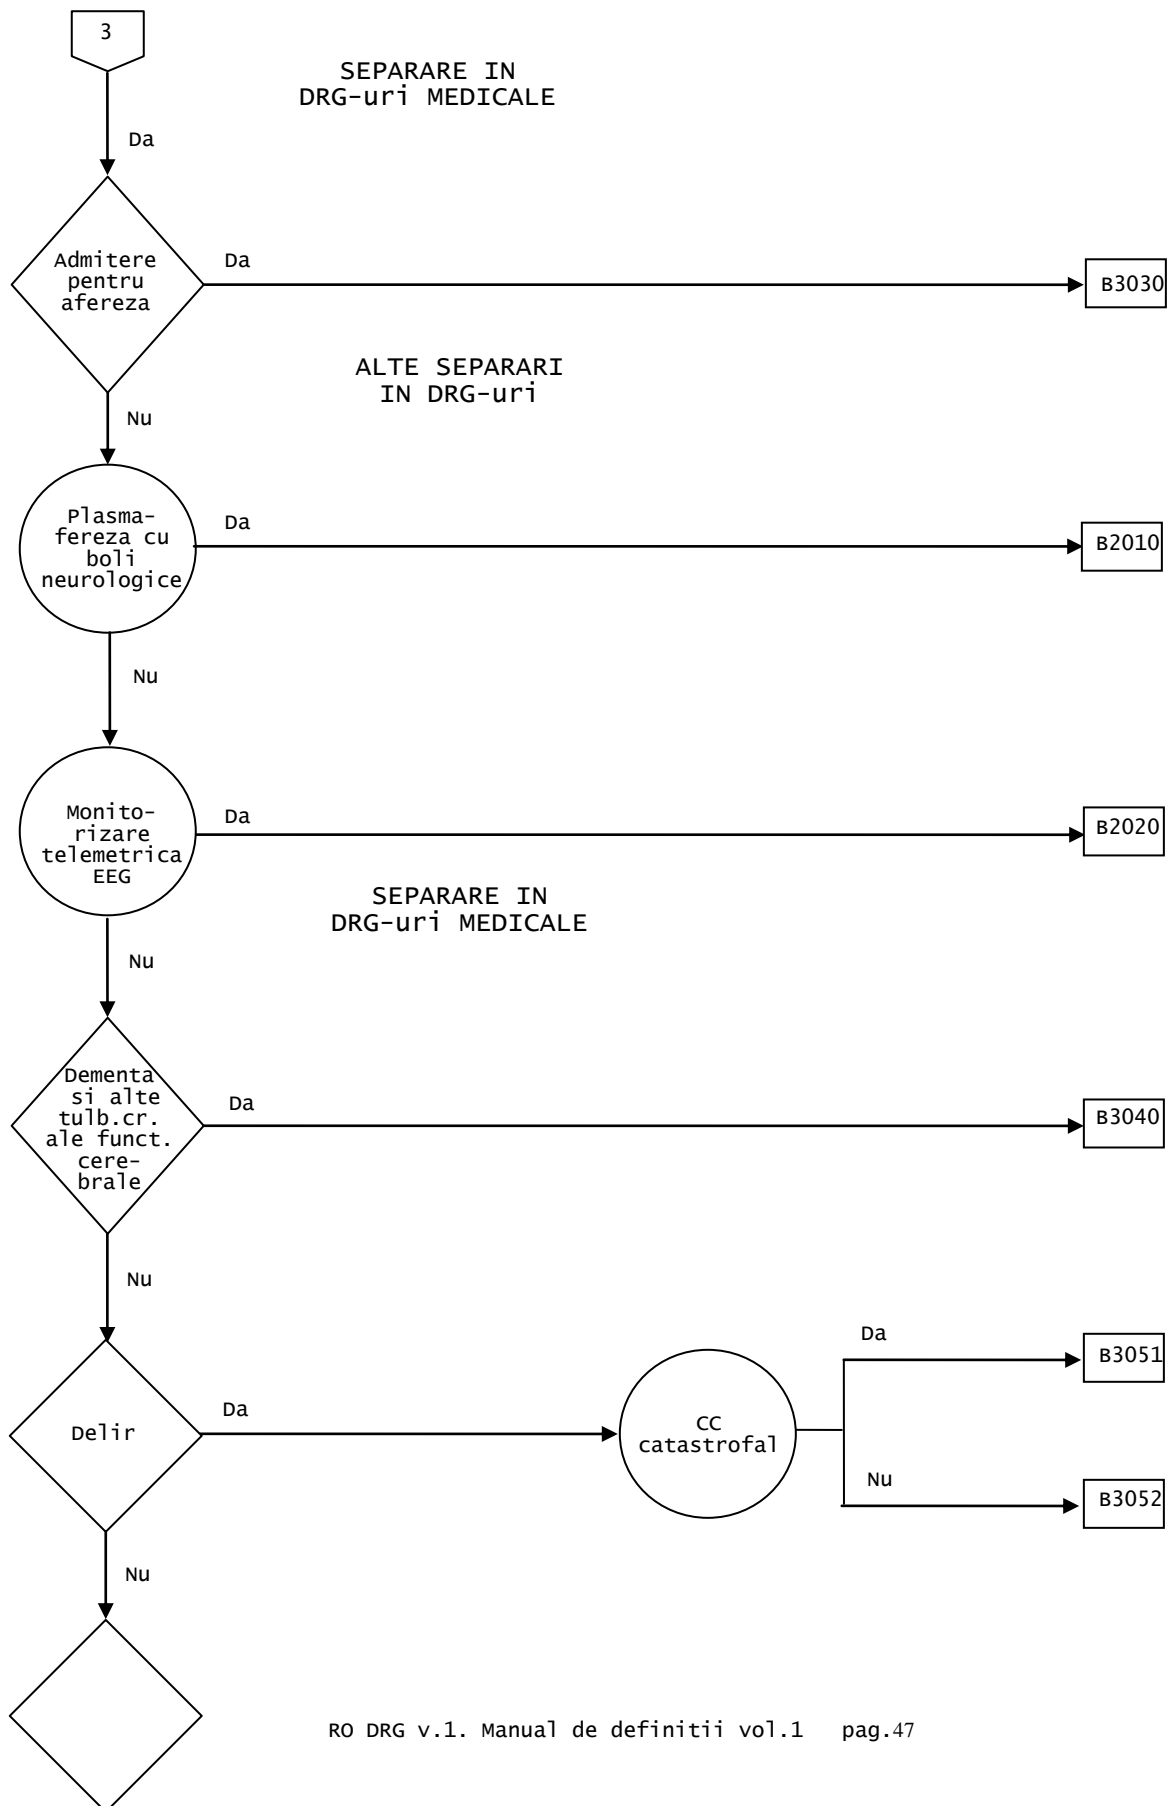 3
SEPARARE IN
DRG-uri MEDICALE
Da
Admitere
pentru
afereza
Da
B3030
ALTE SEPARARI
IN DRG-uri
Nu
Plasma-
fereza cu
boli
neurologice
Da
B2010
Nu
Monito-
rizare
telemetrica
EEG
Da
B2020
SEPARARE IN
DRG-uri MEDICALE
Nu
Dementa
si alte
tulb.cr.
ale funct.
cere-
brale
Da
B3040
Nu
Delir
Da
CC
catastrofal
Da
B3051
Nu
B3052
Nu
RO DRG v.1. Manual de definitii vol.1 pag.47